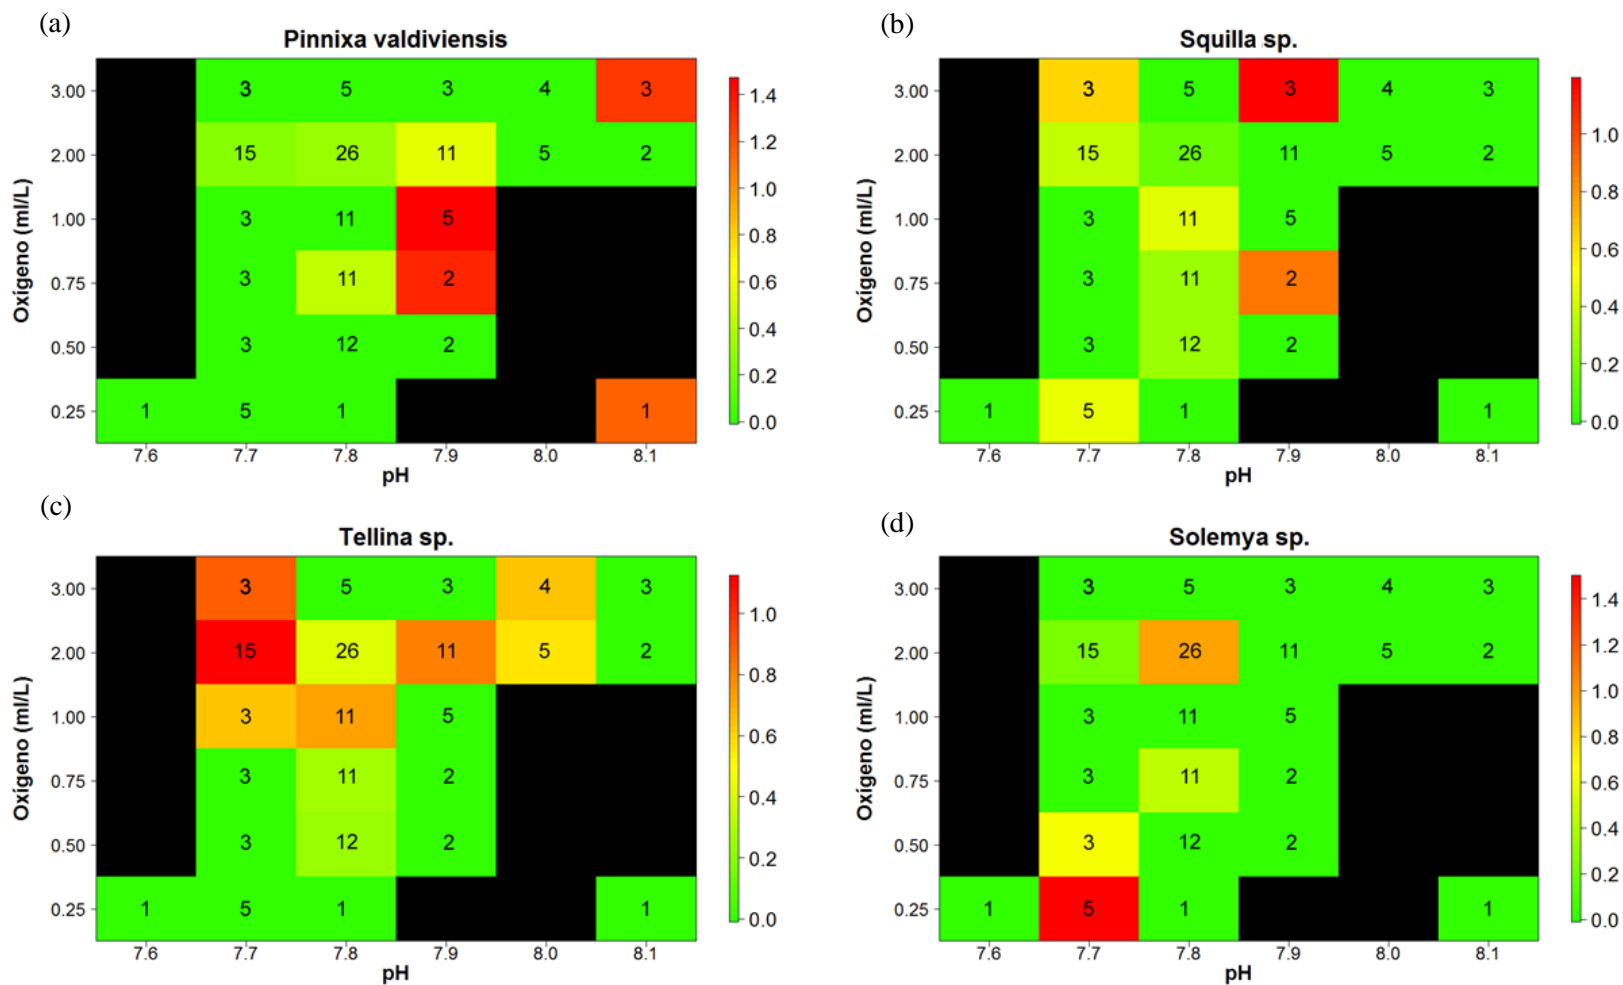 (a)
Pinnixa valdiviensis
3.00 3 5 3 4 3
2.00 15 26 11 5 2
1.00 3 11 5
0.75 3 11 2
0.50 3 12 2
0.25 1 5 1 1
7.6 7.7 7.8 7.9 8.0 8.1
pH
Oxígeno (ml/L)
1.4
1.2
1.0
0.8
0.6
0.4
0.2
0.0
(b)
Squilla sp.
3.00 3 5 3 4 3
2.00 15 26 11 5 2
1.00 3 11 5
0.75 3 11 2
0.50 3 12 2
0.25 1 5 1 1
7.6 7.7 7.8 7.9 8.0 8.1
pH
Oxígeno (ml/L)
1.0
0.8
0.6
0.4
0.2
0.0
(c)
Tellina sp.
3.00 3 5 3 4 3
2.00 15 26 11 5 2
1.00 3 11 5
0.75 3 11 2
0.50 3 12 2
0.25 1 5 1 1
7.6 7.7 7.8 7.9 8.0 8.1
pH
Oxígeno (ml/L)
1.0
0.8
0.6
0.4
0.2
0.0
(d)
Solemya sp.
3.00 3 5 3 4 3
2.00 15 26 11 5 2
1.00 3 11 5
0.75 3 11 2
0.50 3 12 2
0.25 1 5 1 1
7.6 7.7 7.8 7.9 8.0 8.1
pH
Oxígeno (ml/L)
1.4
1.2
1.0
0.8
0.6
0.4
0.2
0.0